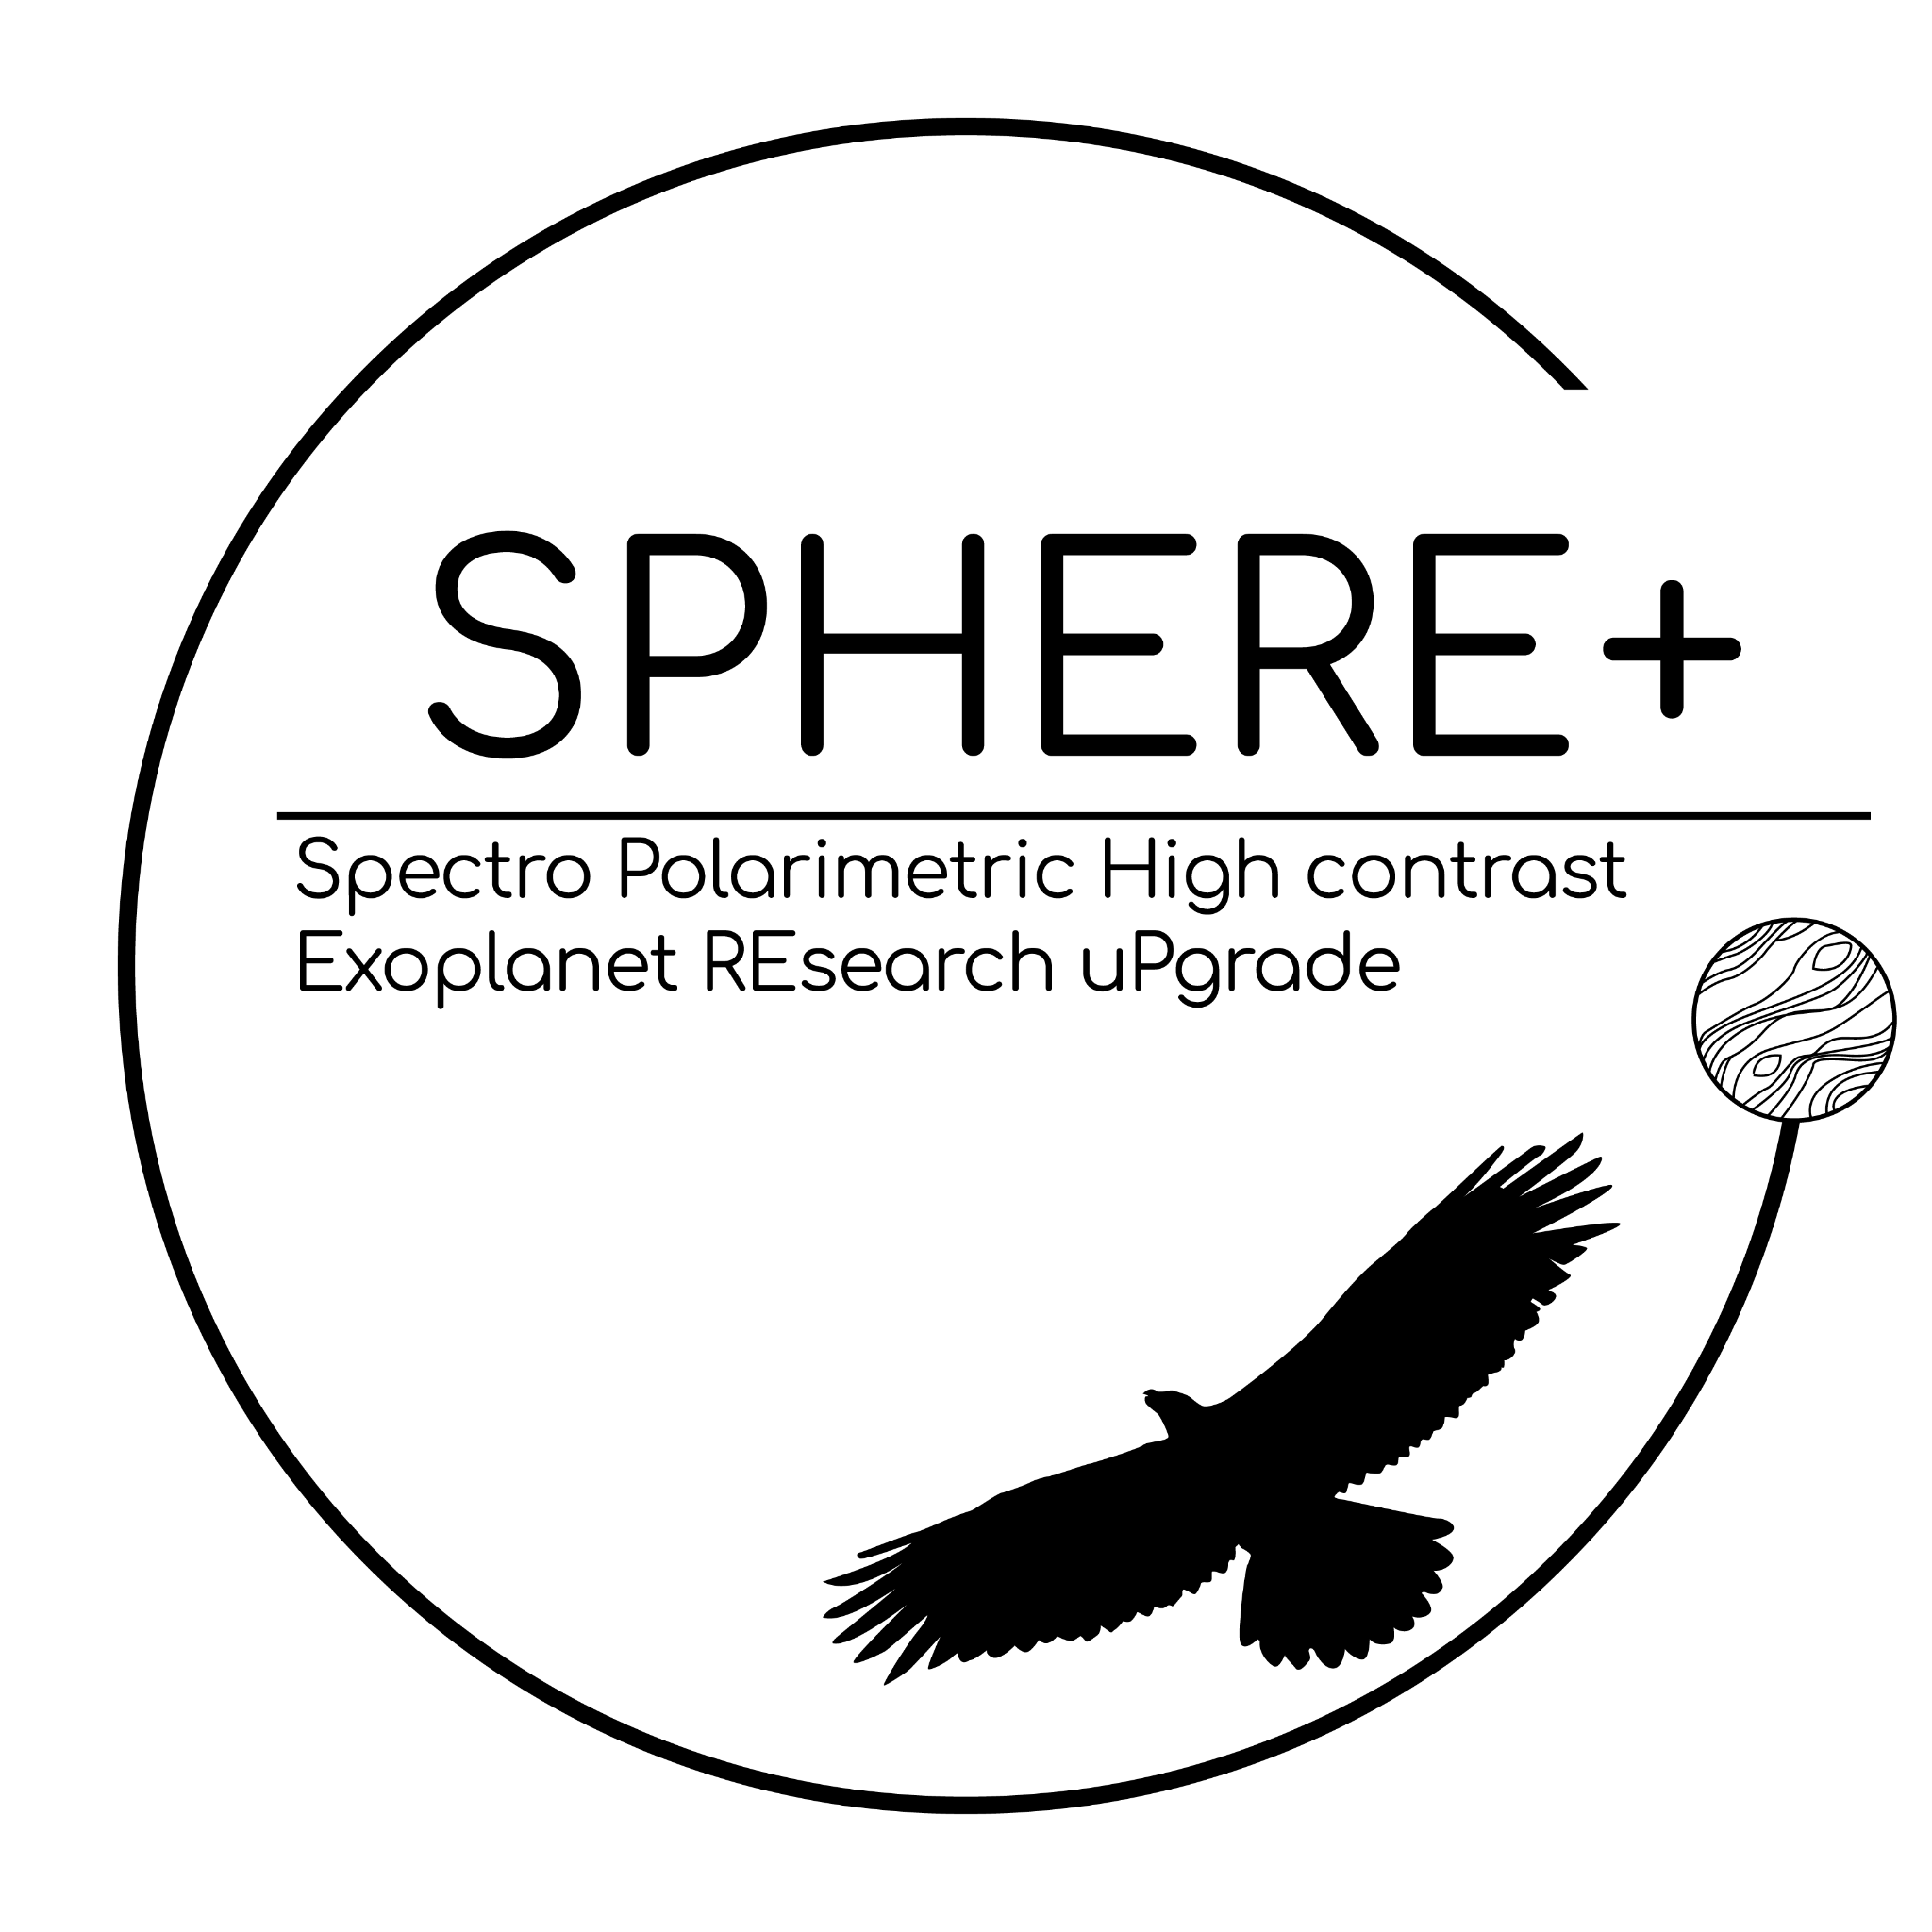 SPHERE+
Spectro Polarimetric High contrast
Exoplanet REsearch uPgrade